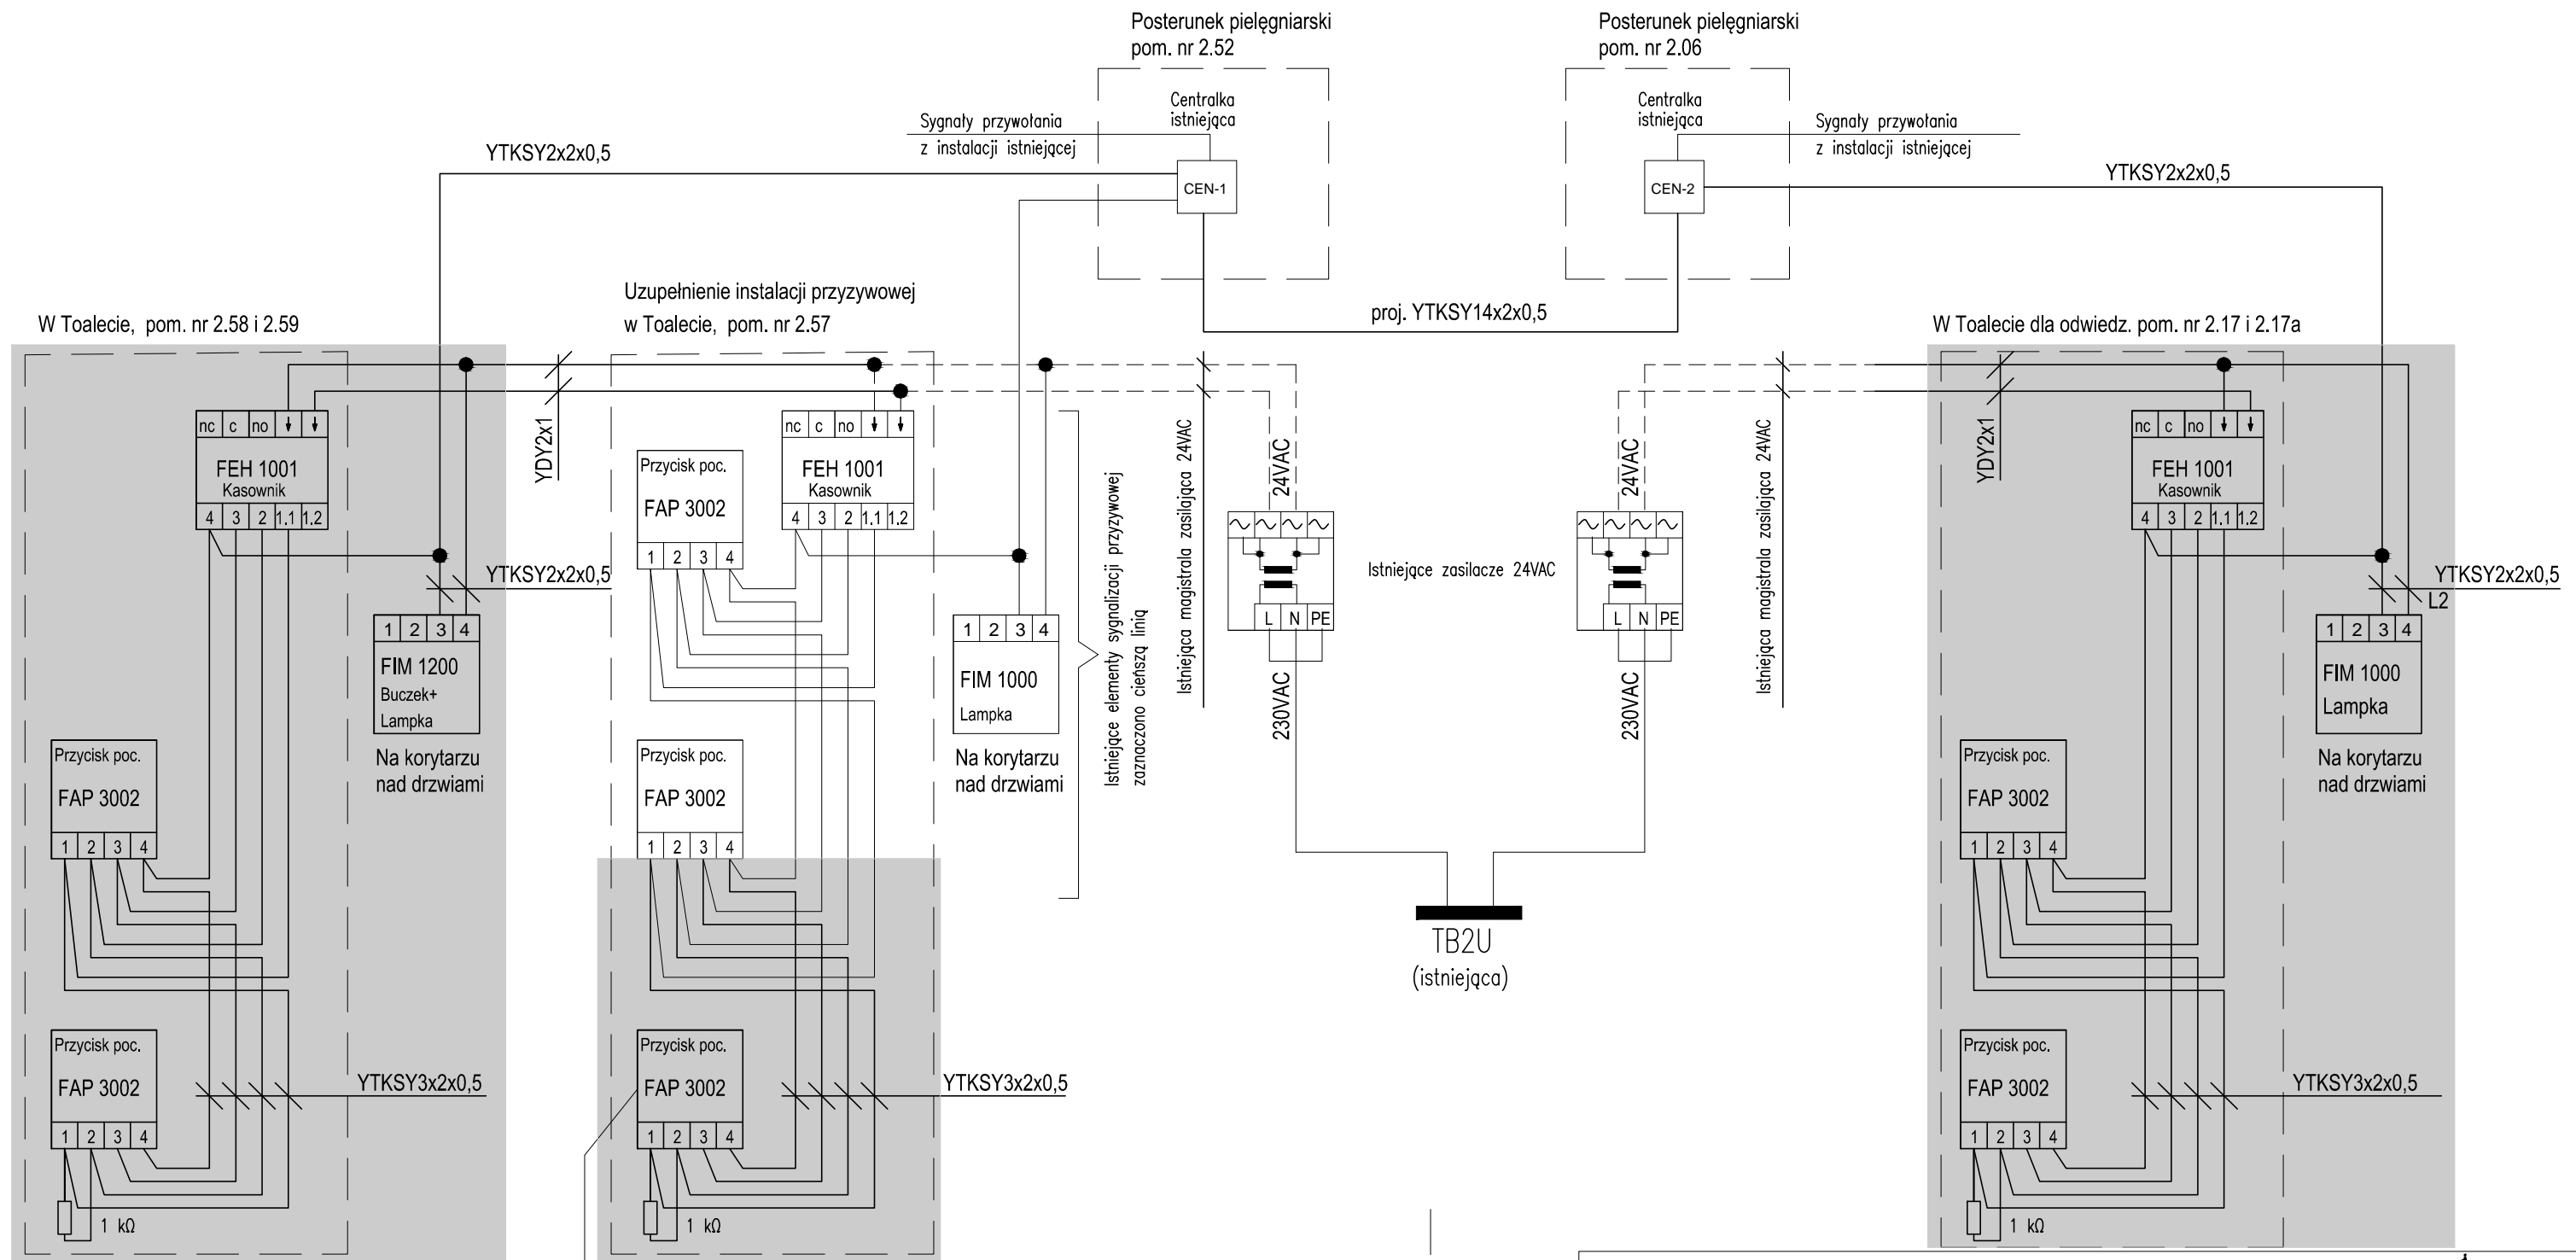 Posterunek pielęgniarski
pom. nr 2.52
Centralka
istniejąca
Sygnały przywołania
z instalacji istniejącej
CEN-1
Posterunek pielęgniarski
pom. nr 2.06
Centralka
istniejąca
Sygnały przywołania
z instalacji istniejącej
CEN-2
YTKSY2x2x0,5
YTKSY2x2x0,5
proj. YTKSY14x2x0,5
W Toalecie, pom. nr 2.58 i 2.59
nc c no ↓ ↓
FEH 1001
Kasownik
4 3 2 1.1 1.2
YDY2x1
YTKSY2x2x0,5
1 2 3 4
FIM 1200
Buczek+
Lampka
Na korytarzu
nad drzwiami
Przycisk poc.
FAP 3002
1 2 3 4
Przycisk poc.
FAP 3002
1 2 3 4
YTKSY3x2x0,5
1 kΩ
Uzupełnienie instalacji przyzywowej
w Toalecie, pom. nr 2.57
Przycisk poc.
FAP 3002
1 2 3 4
nc c no ↓ ↓
FEH 1001
Kasownik
4 3 2 1.1 1.2
1 2 3 4
FIM 1000
Lampka
Na korytarzu
nad drzwiami
Przycisk poc.
FAP 3002
1 2 3 4
Przycisk poc.
FAP 3002
1 2 3 4
YTKSY3x2x0,5
1 kΩ
Istniejące elementy sygnalizacji przyzywowej
zaznaczono cieńszą linią
Istniejąca magistrala zasilająca 24VAC
24VAC
L N PE
230VAC
Istniejące zasilacze 24VAC
24VAC
L N PE
230VAC
Istniejąca magistrala zasilająca 24VAC
TB2U
(istniejąca)
W Toalecie dla odwiedz. pom. nr 2.17 i 2.17a
YDY2x1
nc c no ↓ ↓
FEH 1001
Kasownik
4 3 2 1.1 1.2
YTKSY2x2x0,5
L2
1 2 3 4
FIM 1000
Lampka
Na korytarzu
nad drzwiami
Przycisk poc.
FAP 3002
1 2 3 4
Przycisk poc.
FAP 3002
1 2 3 4
YTKSY3x2x0,5
1 kΩ